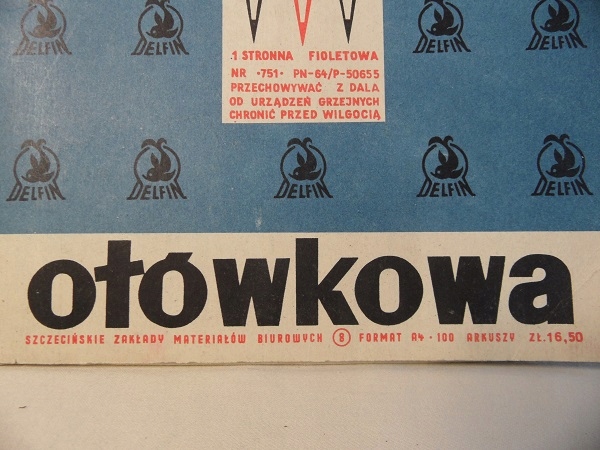 DELFIN DELFIN DELFIN DELFIN
.1 STRONNA FIOLETOWA
NR ·751· PN-64/P-50655
PRZECHOWYWAĆ Z DALA
OD URZĄDZEŃ GRZEJNYCH
CHRONIĆ PRZED WILGOCIĄ
DELFIN DELFIN DELFIN DELFIN DELFIN
ołówkowa
SZCZECIŃSKIE ZAKŁADY MATERIAŁÓW BIUROWYCH 8 FORMAT A4 · 100 ARKUSZY ZŁ.16,50